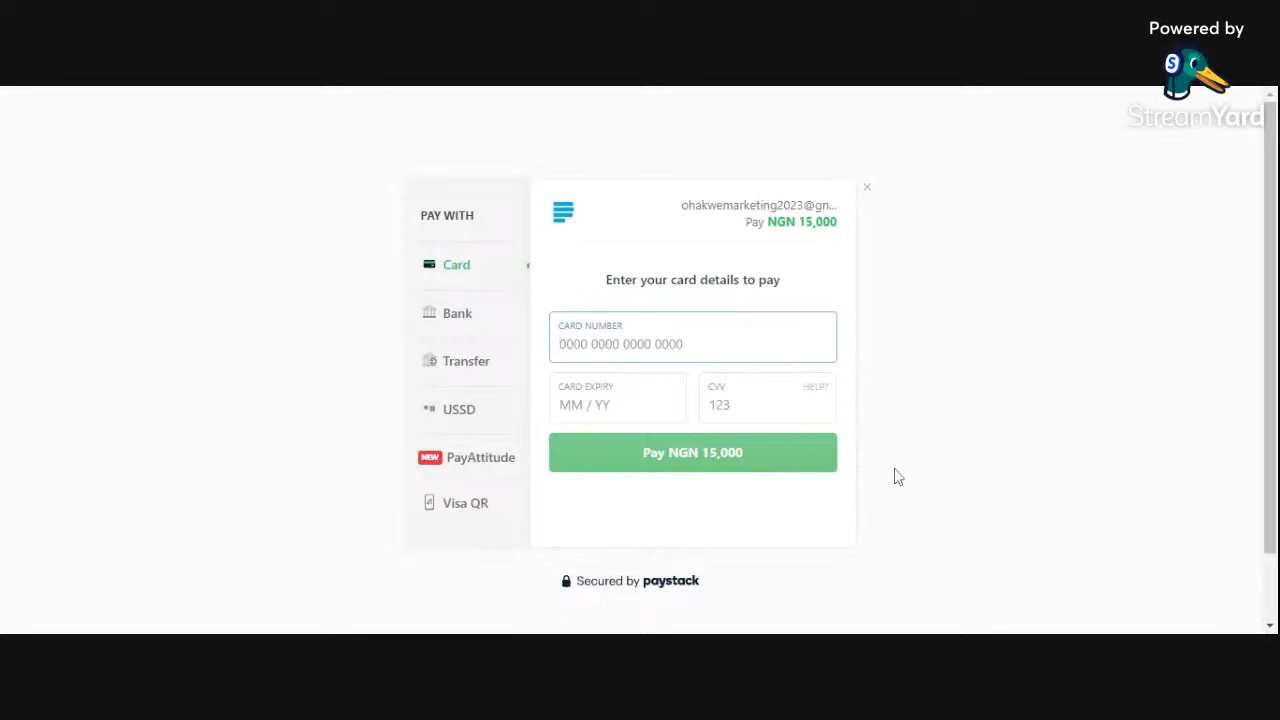 Powered by
StreamYard
PAY WITH
Card
Bank
Transfer
USSD
NEW PayAttitude
Visa QR
ohakwemarketing2023@gn...
Pay NGN 15,000
Enter your card details to pay
CARD NUMBER
0000 0000 0000 0000
CARD EXPIRY
MM / YY
CVV HELP?
123
Pay NGN 15,000
Secured by paystack